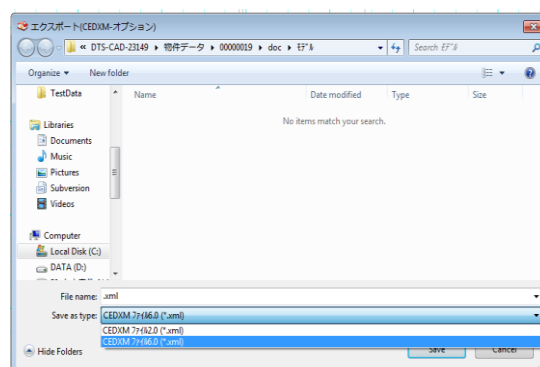 エクスポート(CEDXM-オプション)
« DTS-CAD-23149 ▸ 物件データ ▸ 00000019 ▸ doc ▸ ﾓﾃﾞﾙ
Search ﾓﾃﾞﾙ
Organize ▾ New folder
TestData
Libraries
Documents
Music
Pictures
Subversion
Videos
Computer
Local Disk (C:)
DATA (D:)
Name Date modified Type Size
No items match your search.
File name: .xml
Save as type: CEDXM ﾌｧｲﾙ6.0 (*.xml)
CEDXM ﾌｧｲﾙ2.0 (*.xml)
CEDXM ﾌｧｲﾙ6.0 (*.xml)
Hide Folders
Save Cancel